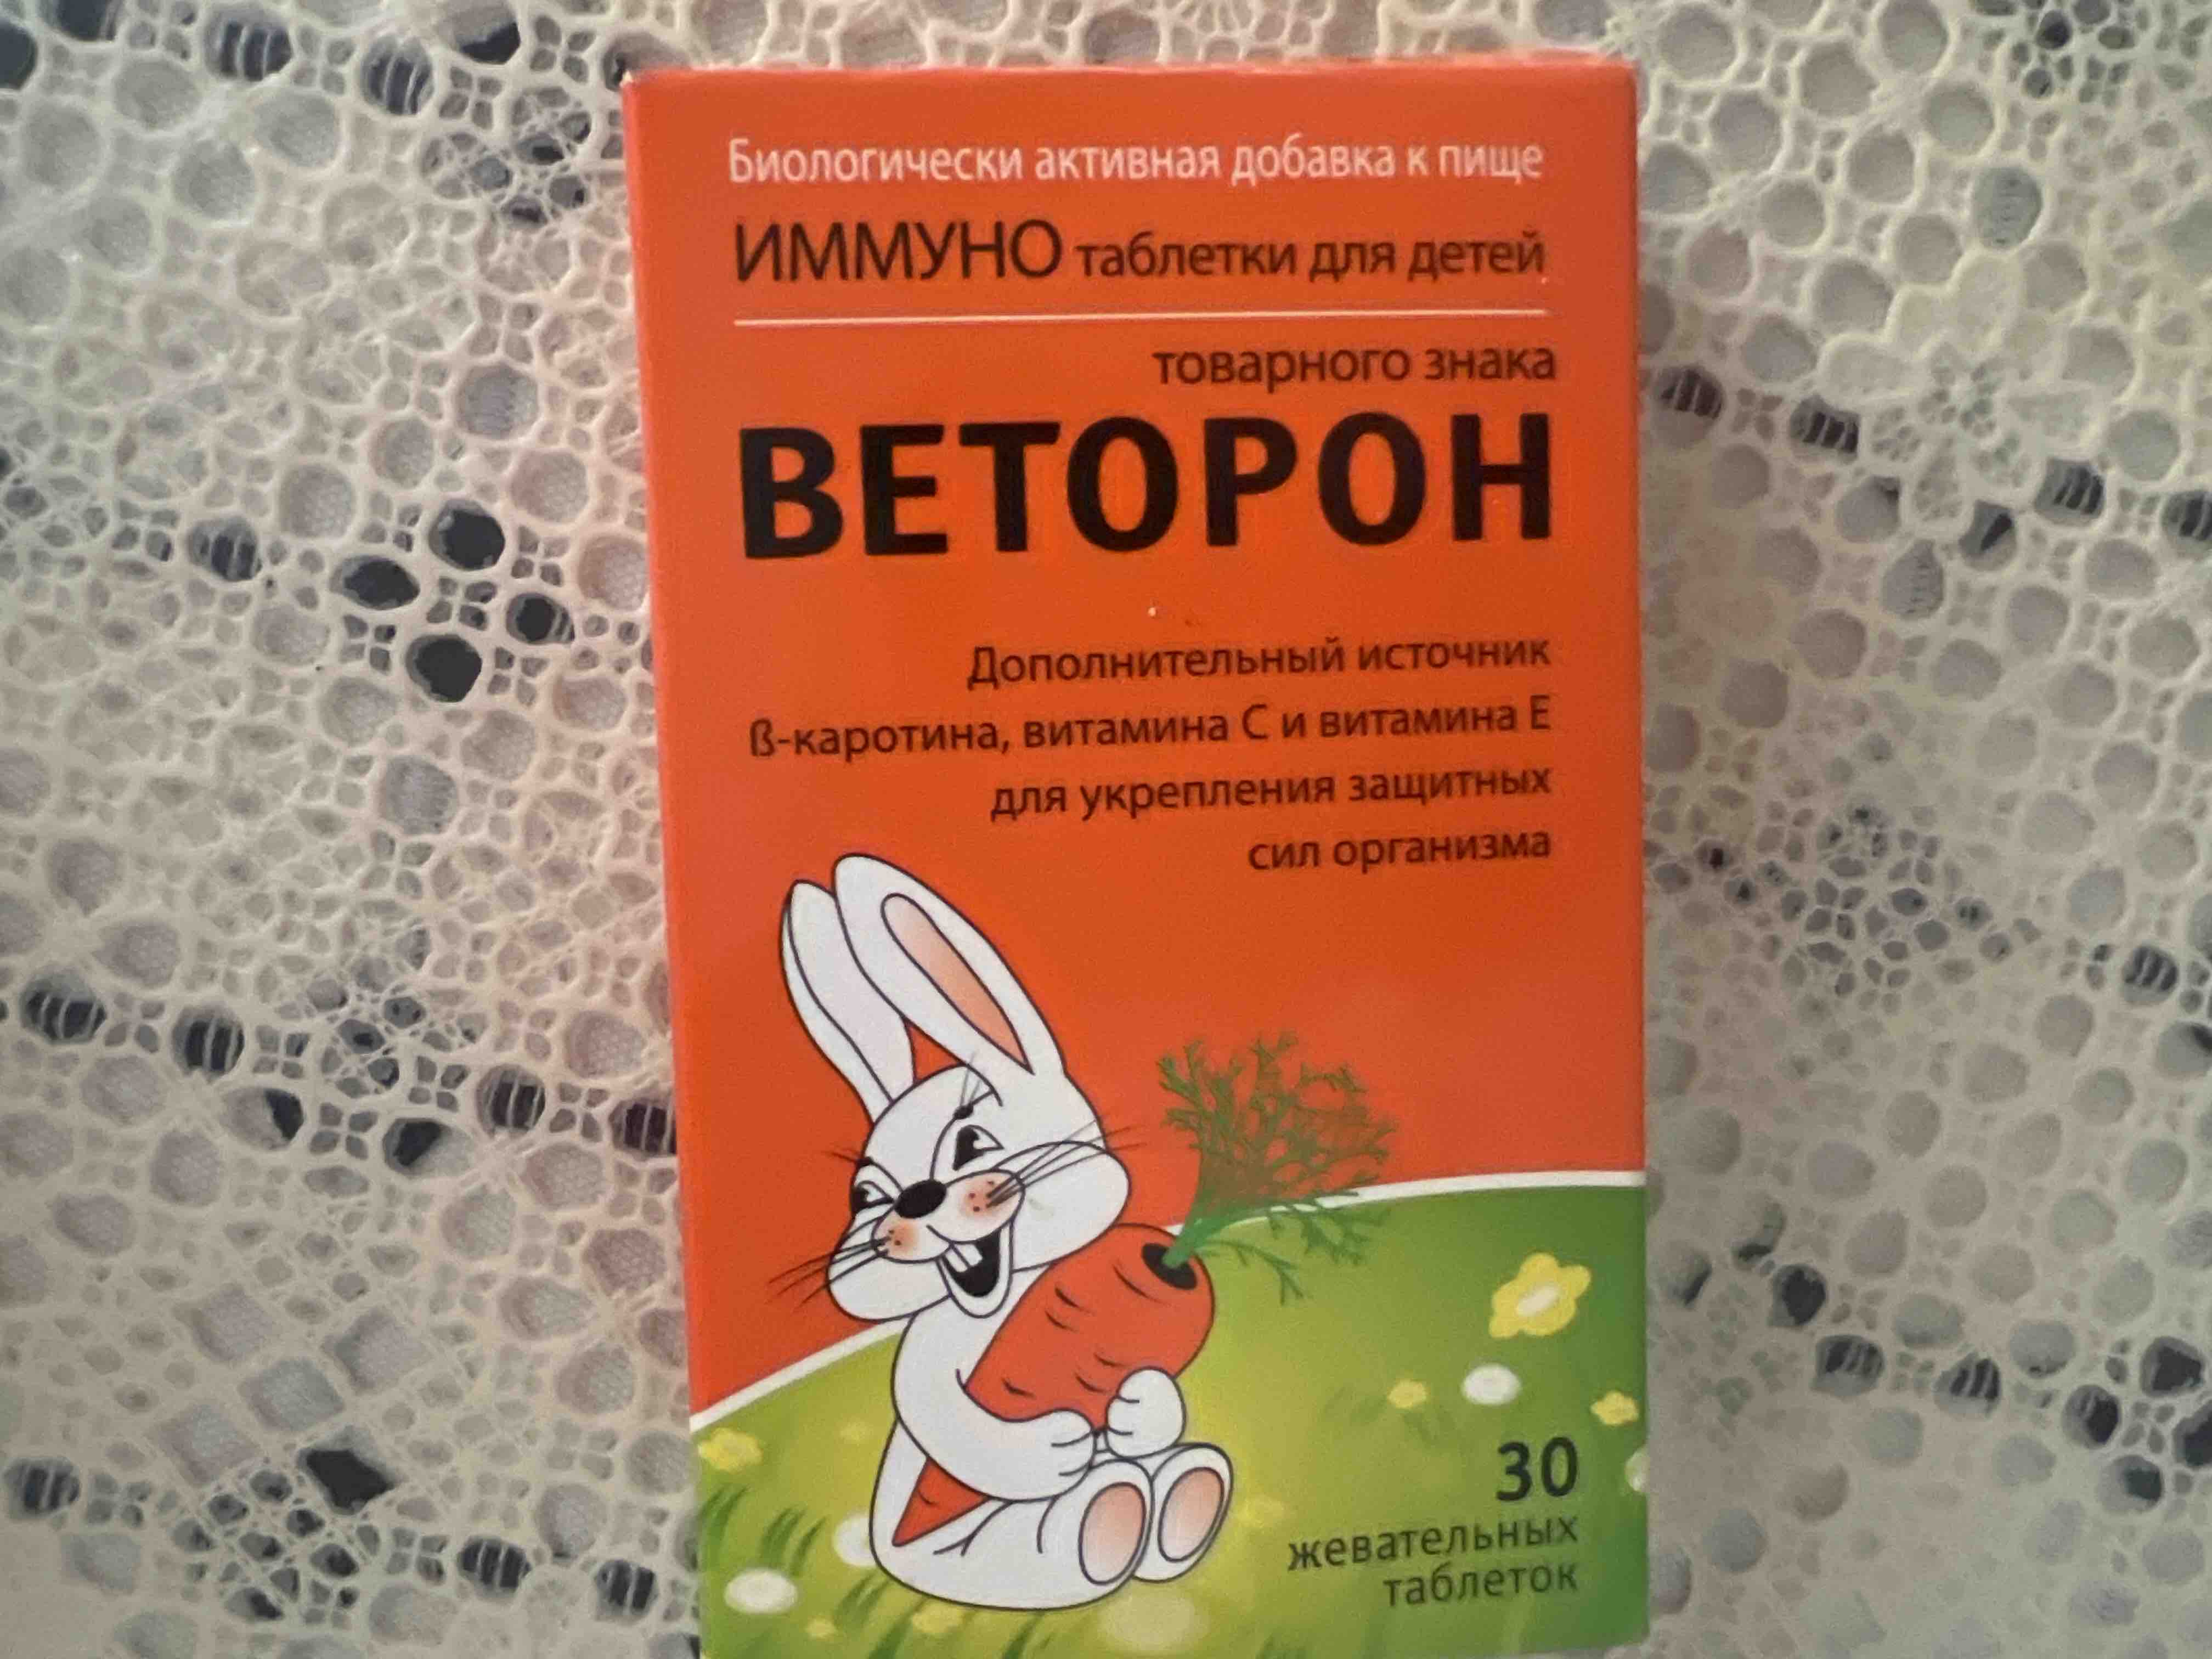 Биологически активная добавка к пище
ИММУНО таблетки для детей
товарного знака
ВЕТОРОН
Дополнительный источник
ß-каротина, витамина С и витамина Е
для укрепления защитных
сил организма
30
жевательных
таблеток